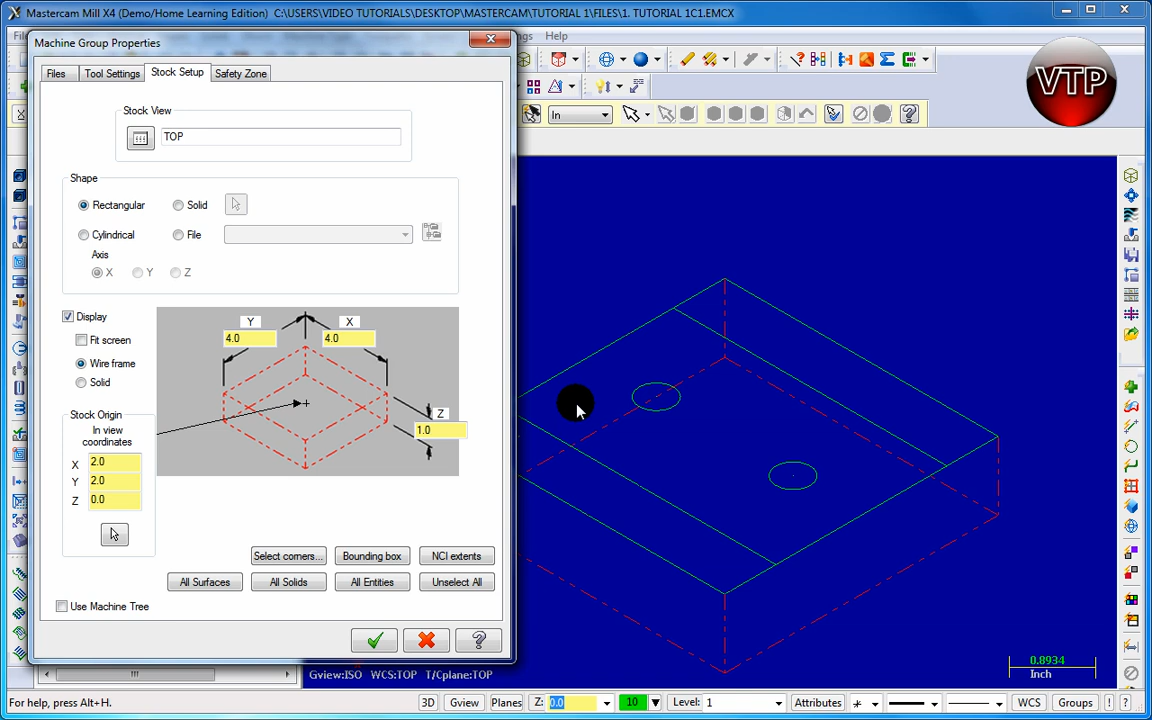 Mastercam Mill X4 (Demo/Home Learning Edition) C:\USERS\VIDEO TUTORIALS\DESKTOP\MASTERCAM\TUTORIAL 1\FILES\1. TUTORIAL 1C1.EMCX
Help
Machine Group Properties
Files Tool Settings Stock Setup Safety Zone
In
VTP
Stock View
TOP
Shape
Rectangular Solid
Cylindrical File
Axis
X Y Z
Display
Fit screen
Wire frame
Solid
Y X
4.0 4.0
Z
1.0
Stock Origin
In view
coordinates
X 2.0
Y 2.0
Z 0.0
Select corners... Bounding box NCI extents
All Surfaces All Solids All Entities Unselect All
Use Machine Tree
0.8934
Inch
Gview:ISO WCS:TOP T/Cplane:TOP
For help, press Alt+H. 3D Gview Planes Z: 0.0 10 Level: 1 Attributes WCS Groups ! ?